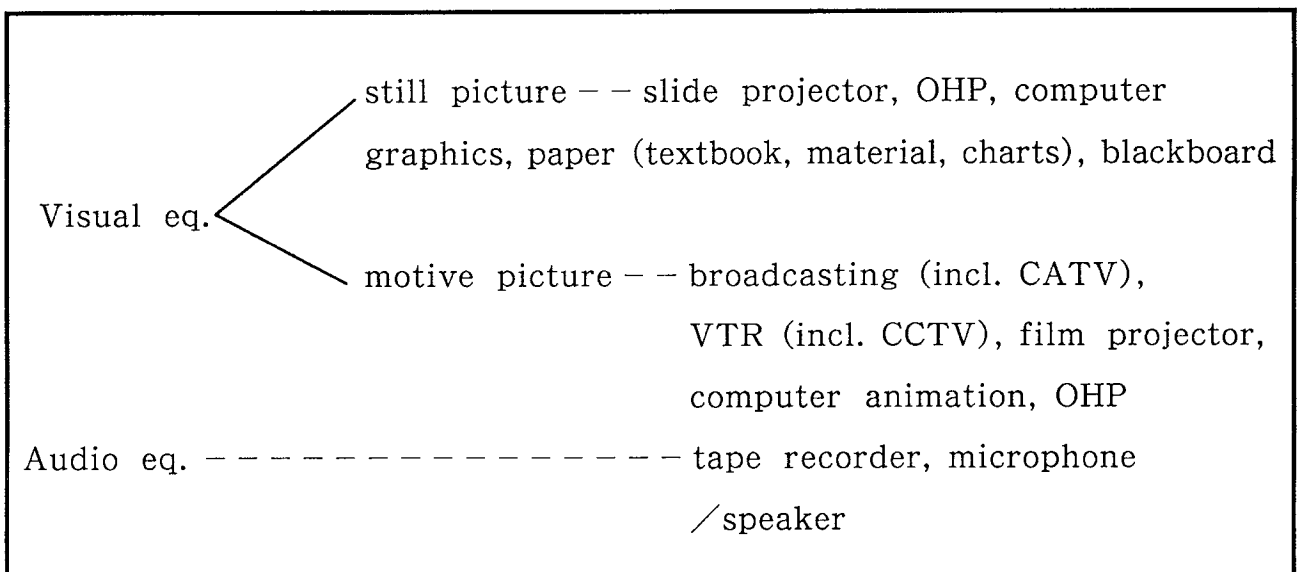 still picture – – slide projector, OHP, computer
graphics, paper (textbook, material, charts), blackboard
Visual eq.
motive picture – – broadcasting (incl. CATV),
VTR (incl. CCTV), film projector,
computer animation, OHP
Audio eq. – – – – – – – – – – – – – – – tape recorder, microphone
／speaker